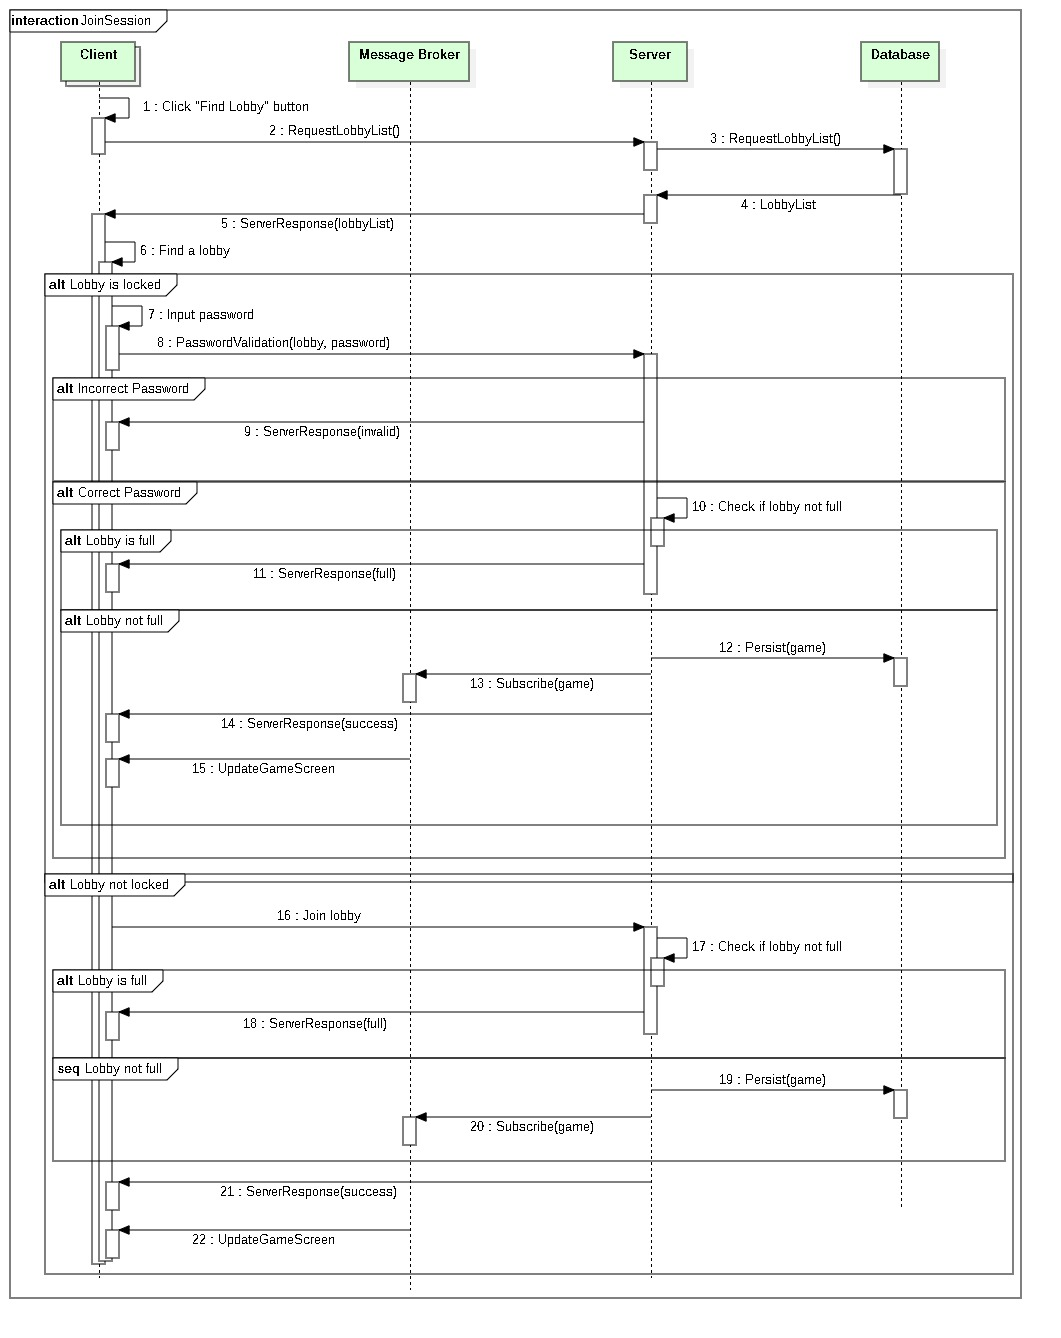 interaction JoinSession
Client
Message Broker
Server
Database
1 : Click "Find Lobby" button
2 : RequestLobbyList()
3 : RequestLobbyList()
4 : LobbyList
5 : ServerResponse(lobbyList)
6 : Find a lobby
alt Lobby is locked
7 : Input password
8 : PasswordValidation(lobby, password)
alt Incorrect Password
9 : ServerResponse(invalid)
alt Correct Password
10 : Check if lobby not full
alt Lobby is full
11 : ServerResponse(full)
alt Lobby not full
12 : Persist(game)
13 : Subscribe(game)
14 : ServerResponse(success)
15 : UpdateGameScreen
alt Lobby not locked
16 : Join lobby
17 : Check if lobby not full
alt Lobby is full
18 : ServerResponse(full)
seq Lobby not full
19 : Persist(game)
20 : Subscribe(game)
21 : ServerResponse(success)
22 : UpdateGameScreen